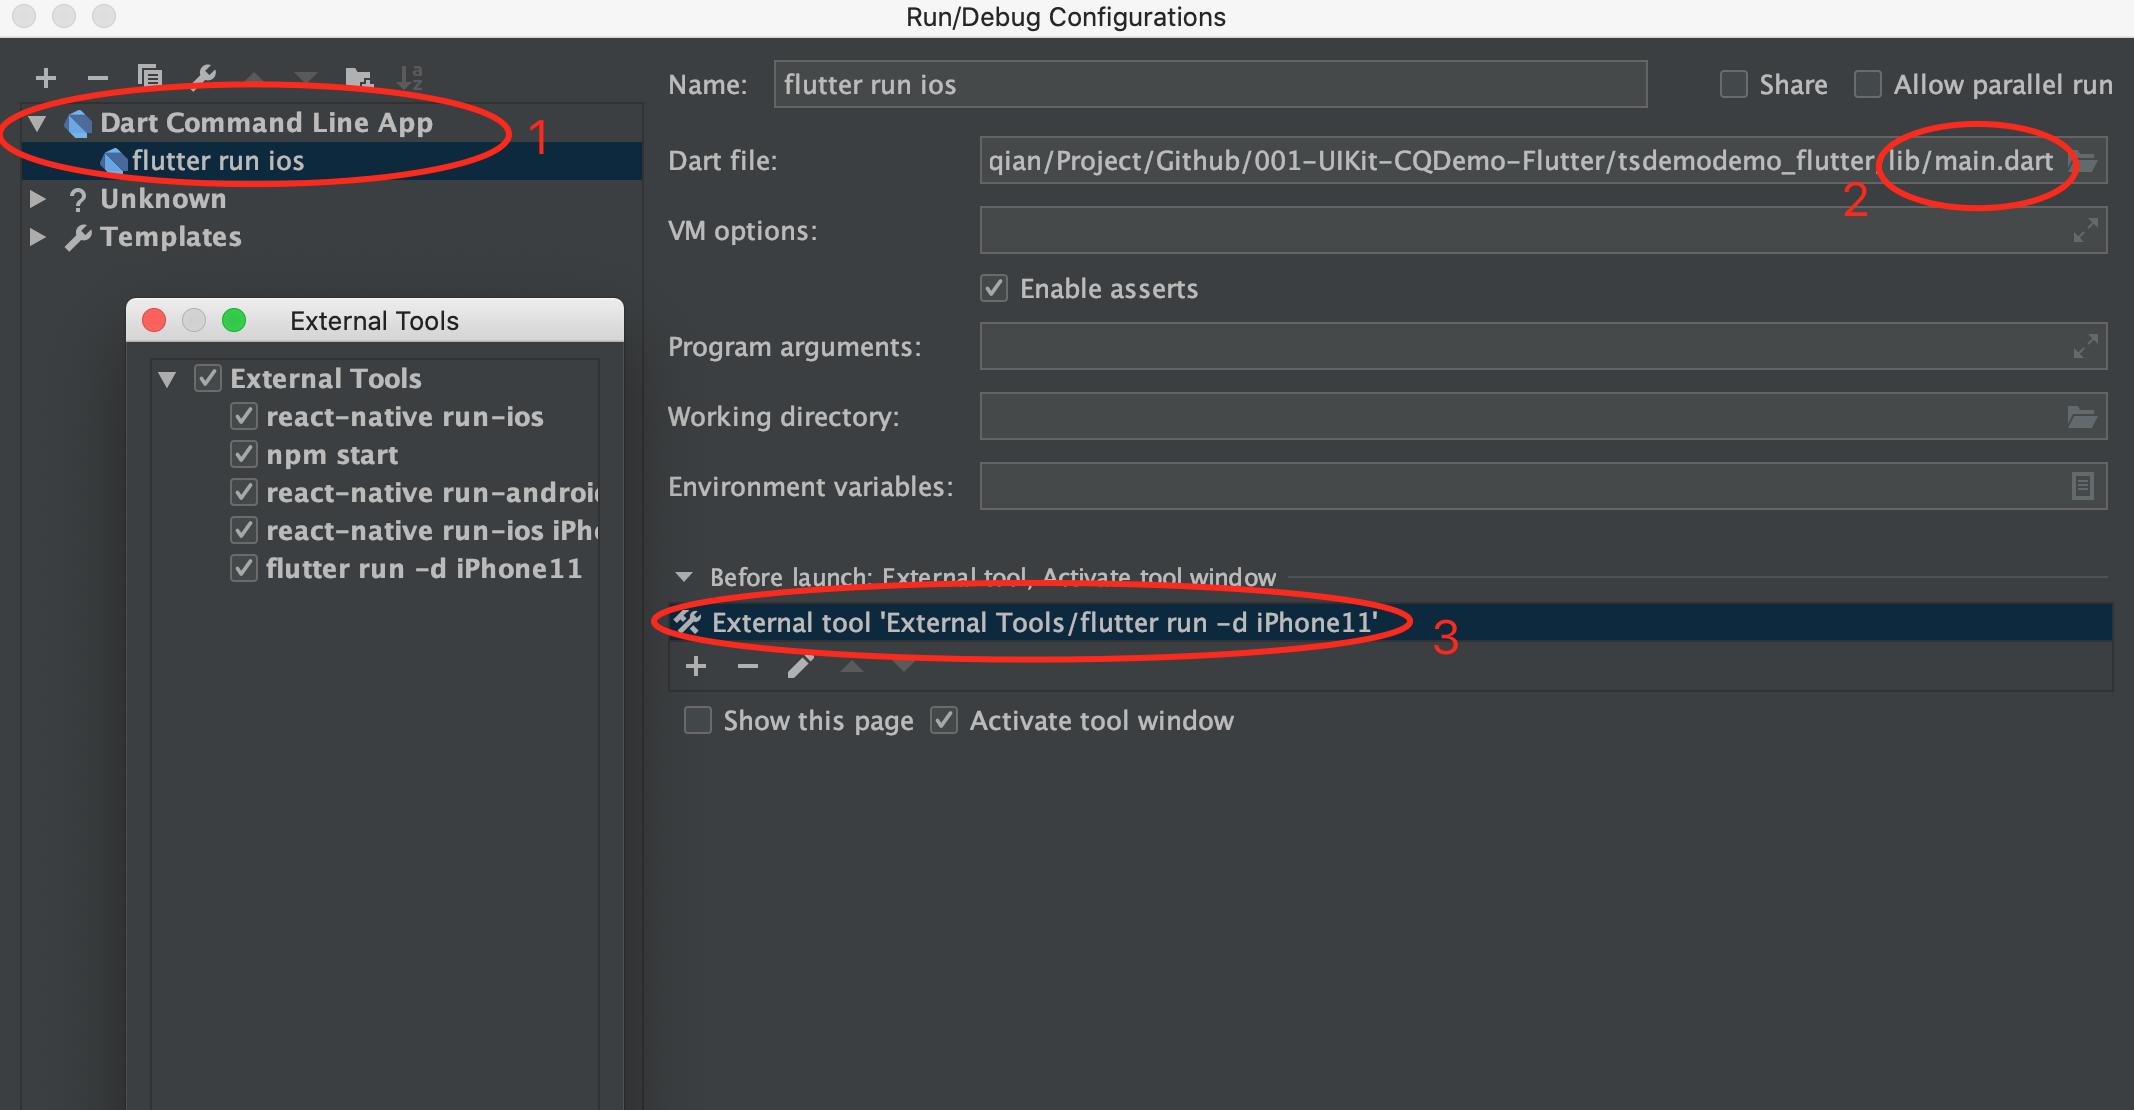 Run/Debug Configurations
Name: flutter run ios Share Allow parallel run
Dart Command Line App 1
flutter run ios
? Unknown
Templates
Dart file: qian/Project/Github/001-UIKit-CQDemo-Flutter/tsdemodemo_flutter/lib/main.dart
2
VM options:
Enable asserts
Program arguments:
Working directory:
Environment variables:
Before launch: External tool, Activate tool window
External tool 'External Tools/flutter run -d iPhone11' 3
Show this page Activate tool window
External Tools
External Tools
react-native run-ios
npm start
react-native run-androi
react-native run-ios iPh
flutter run -d iPhone11